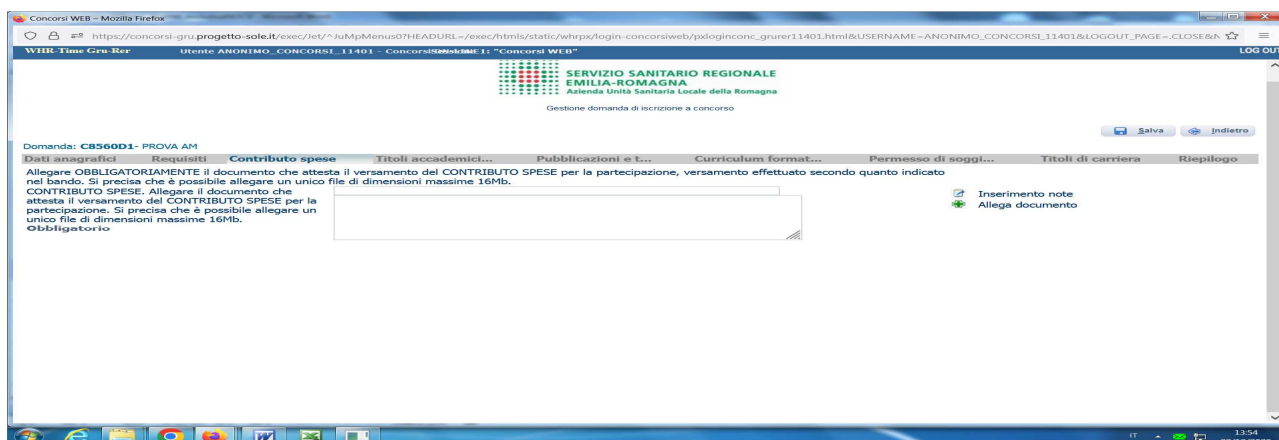 Concorsi WEB – Mozilla Firefox
https://concorsi-gru.progetto-sole.it/exec/Jet/^JuMpMenus0?HEADURL=/exec/htmls/static/whrpx/login-concorsiweb/pxloginconc_grurer11401.html&USERNAME=ANONIMO_CONCORSI_11401&LOGOUT_PAGE=.CLOSE&N
WHR-Time Gru-Rer Utente ANONIMO_CONCORSI_11401 - Concorsi 1: "Concorsi WEB" LOG OUT
SERVIZIO SANITARIO REGIONALE
EMILIA-ROMAGNA
Azienda Unità Sanitaria Locale della Romagna
Gestione domanda di iscrizione a concorso
Salva Indietro
Domanda: C8560D1- PROVA AM
Dati anagrafici Requisiti Contributo spese Titoli accademici... Pubblicazioni e t... Curriculum format... Permesso di soggi... Titoli di carriera Riepilogo
Allegare OBBLIGATORIAMENTE il documento che attesta il versamento del CONTRIBUTO SPESE per la partecipazione, versamento effettuato secondo quanto indicato
nel bando. Si precisa che è possibile allegare un unico file di dimensioni massime 16Mb.
CONTRIBUTO SPESE. Allegare il documento che
attesta il versamento del CONTRIBUTO SPESE per la
partecipazione. Si precisa che è possibile allegare un
unico file di dimensioni massime 16Mb.
Obbligatorio
Inserimento note
Allega documento
IT 13:54